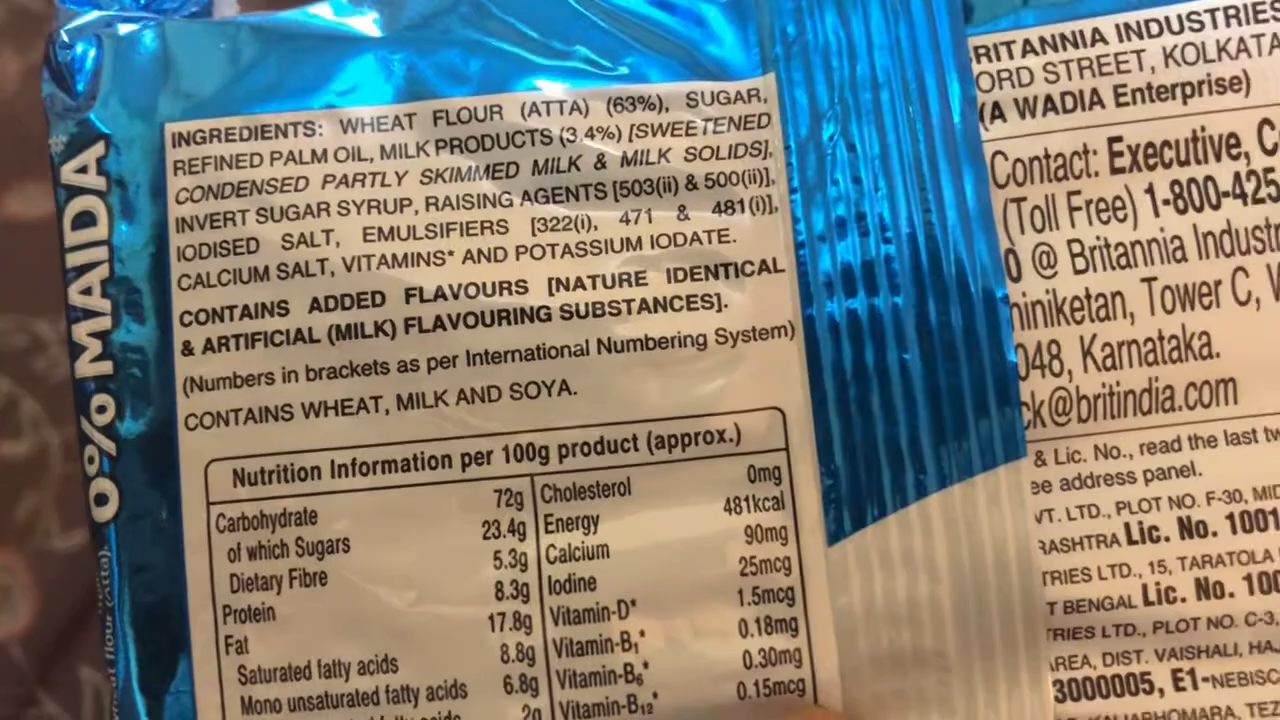 0% MAIDA
INGREDIENTS: WHEAT FLOUR (ATTA) (63%), SUGAR,
REFINED PALM OIL, MILK PRODUCTS (3.4%) [SWEETENED
CONDENSED PARTLY SKIMMED MILK & MILK SOLIDS],
INVERT SUGAR SYRUP, RAISING AGENTS [503(ii) & 500(ii)],
IODISED SALT, EMULSIFIERS [322(i), 471 & 481(i)],
CALCIUM SALT, VITAMINS* AND POTASSIUM IODATE.
CONTAINS ADDED FLAVOURS [NATURE IDENTICAL
& ARTIFICIAL (MILK) FLAVOURING SUBSTANCES].
(Numbers in brackets as per International Numbering System)
CONTAINS WHEAT, MILK AND SOYA.
Nutrition Information per 100g product (approx.)
Carbohydrate 72g
of which Sugars 23.4g
Dietary Fibre 5.3g
Protein 8.3g
Fat 17.8g
Saturated fatty acids 8.8g
Mono unsaturated fatty acids 6.8g
2g
Cholesterol 0mg
Energy 481kcal
Calcium 90mg
Iodine 25mcg
Vitamin-D* 1.5mcg
Vitamin-B1* 0.18mg
Vitamin-B6* 0.30mg
Vitamin-B12* 0.15mcg
flour (Atta).
RITANNIA INDUSTRIES
ORD STREET, KOLKATA
(A WADIA Enterprise)
Contact: Executive, C
(Toll Free) 1-800-425
@ Britannia Industr
hiniketan, Tower C,
048, Karnataka.
ck@britindia.com
& Lic. No., read the last tw
ee address panel.
VT. LTD., PLOT NO. F-30, MID
RASHTRA Lic. No. 1001
TRIES LTD., 15, TARATOLA
T BENGAL Lic. No. 100
TRIES LTD., PLOT NO. C-3,
AREA, DIST. VAISHALI, HAJ
3000005, E1-NEBISC